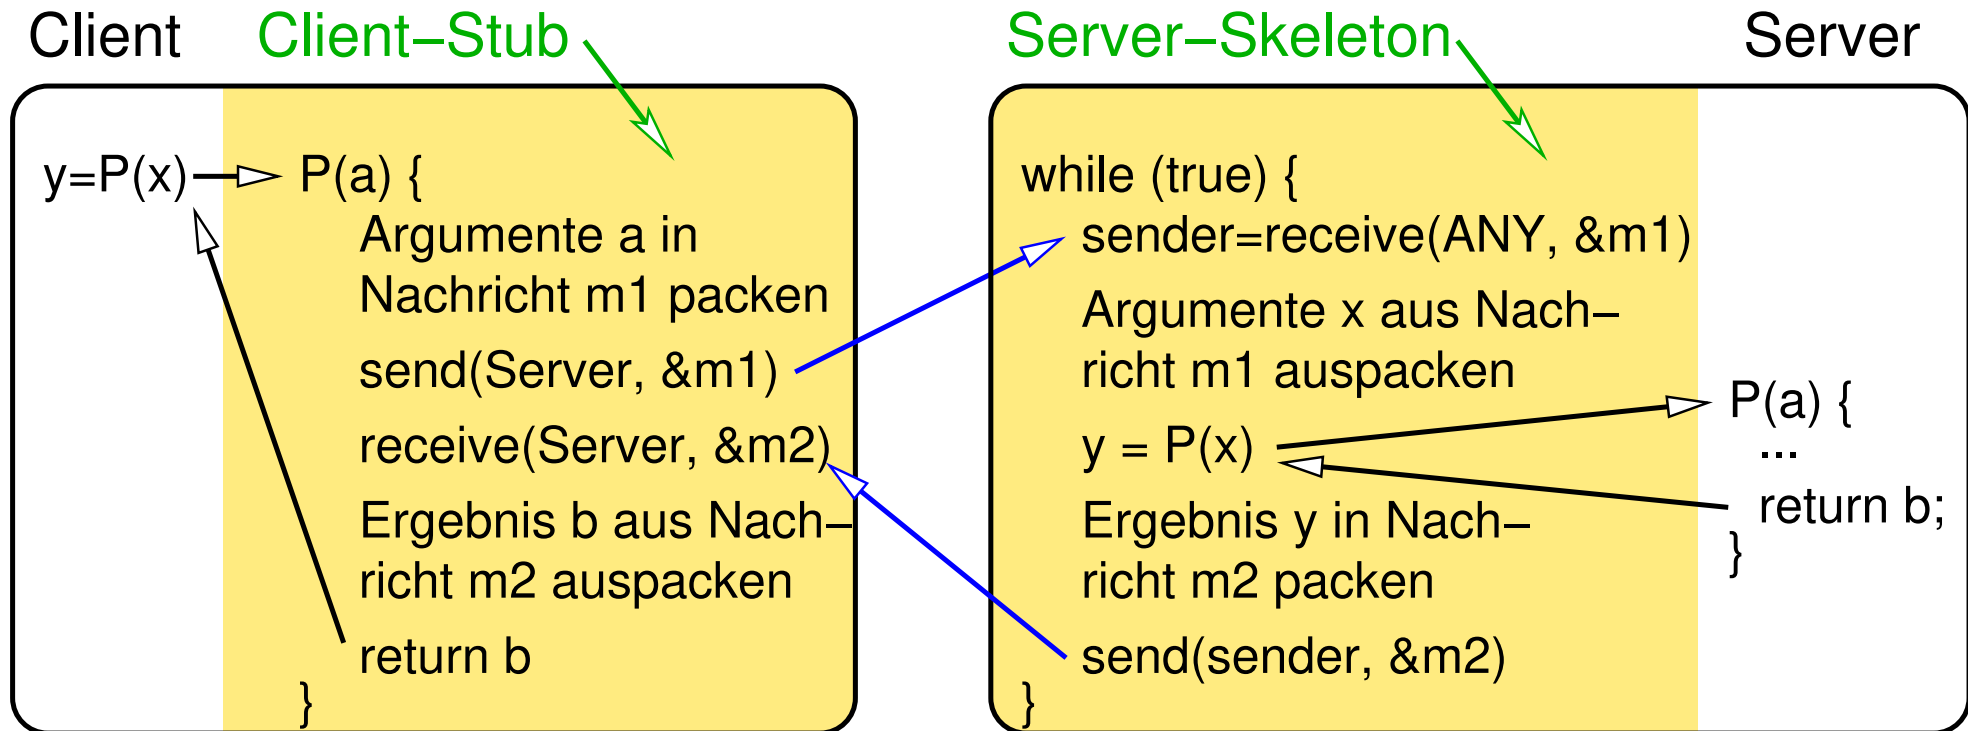 Client
Client–Stub
Server–Skeleton
Server
y=P(x)
P(a) {
Argumente a in
Nachricht m1 packen
send(Server, &m1)
receive(Server, &m2)
Ergebnis b aus Nach–
richt m2 auspacken
return b
}
while (true) {
sender=receive(ANY, &m1)
Argumente x aus Nach–
richt m1 auspacken
y = P(x)
Ergebnis y in Nach–
richt m2 packen
send(sender, &m2)
}
P(a) {
...
return b;
}